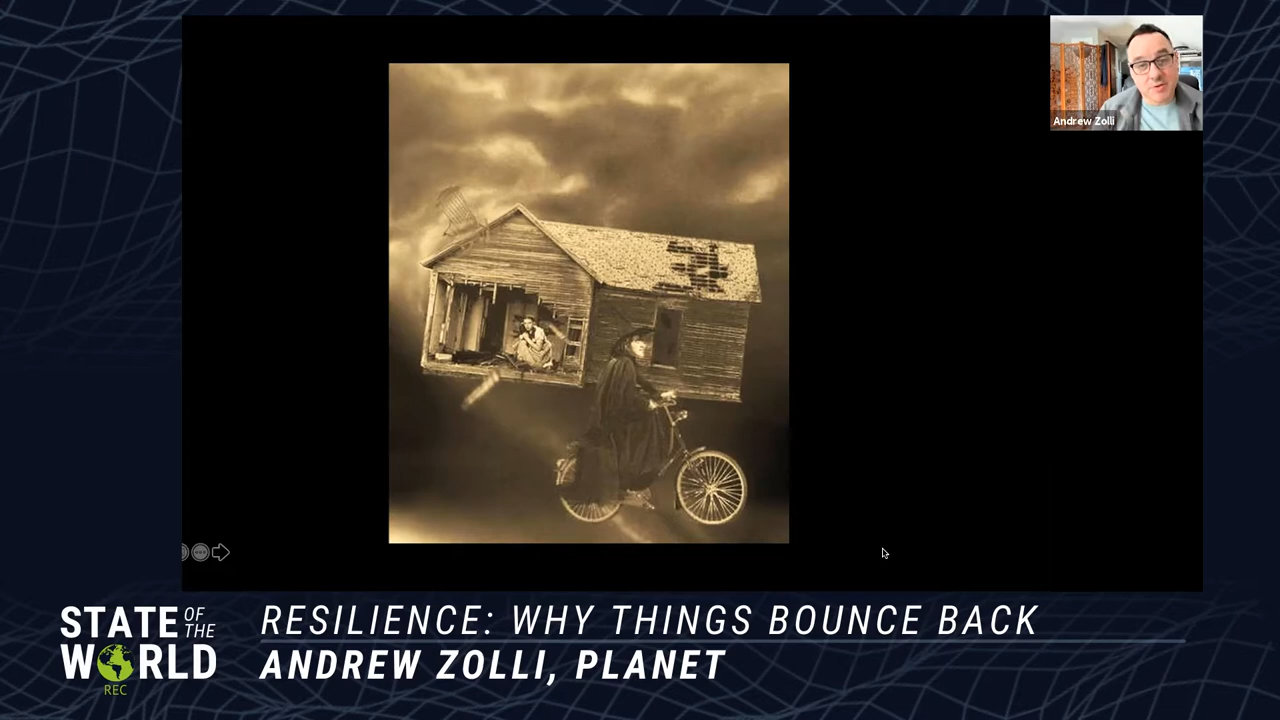 Andrew Zolli
STATE OF THE WORLD
REC
RESILIENCE: WHY THINGS BOUNCE BACK
ANDREW ZOLLI, PLANET